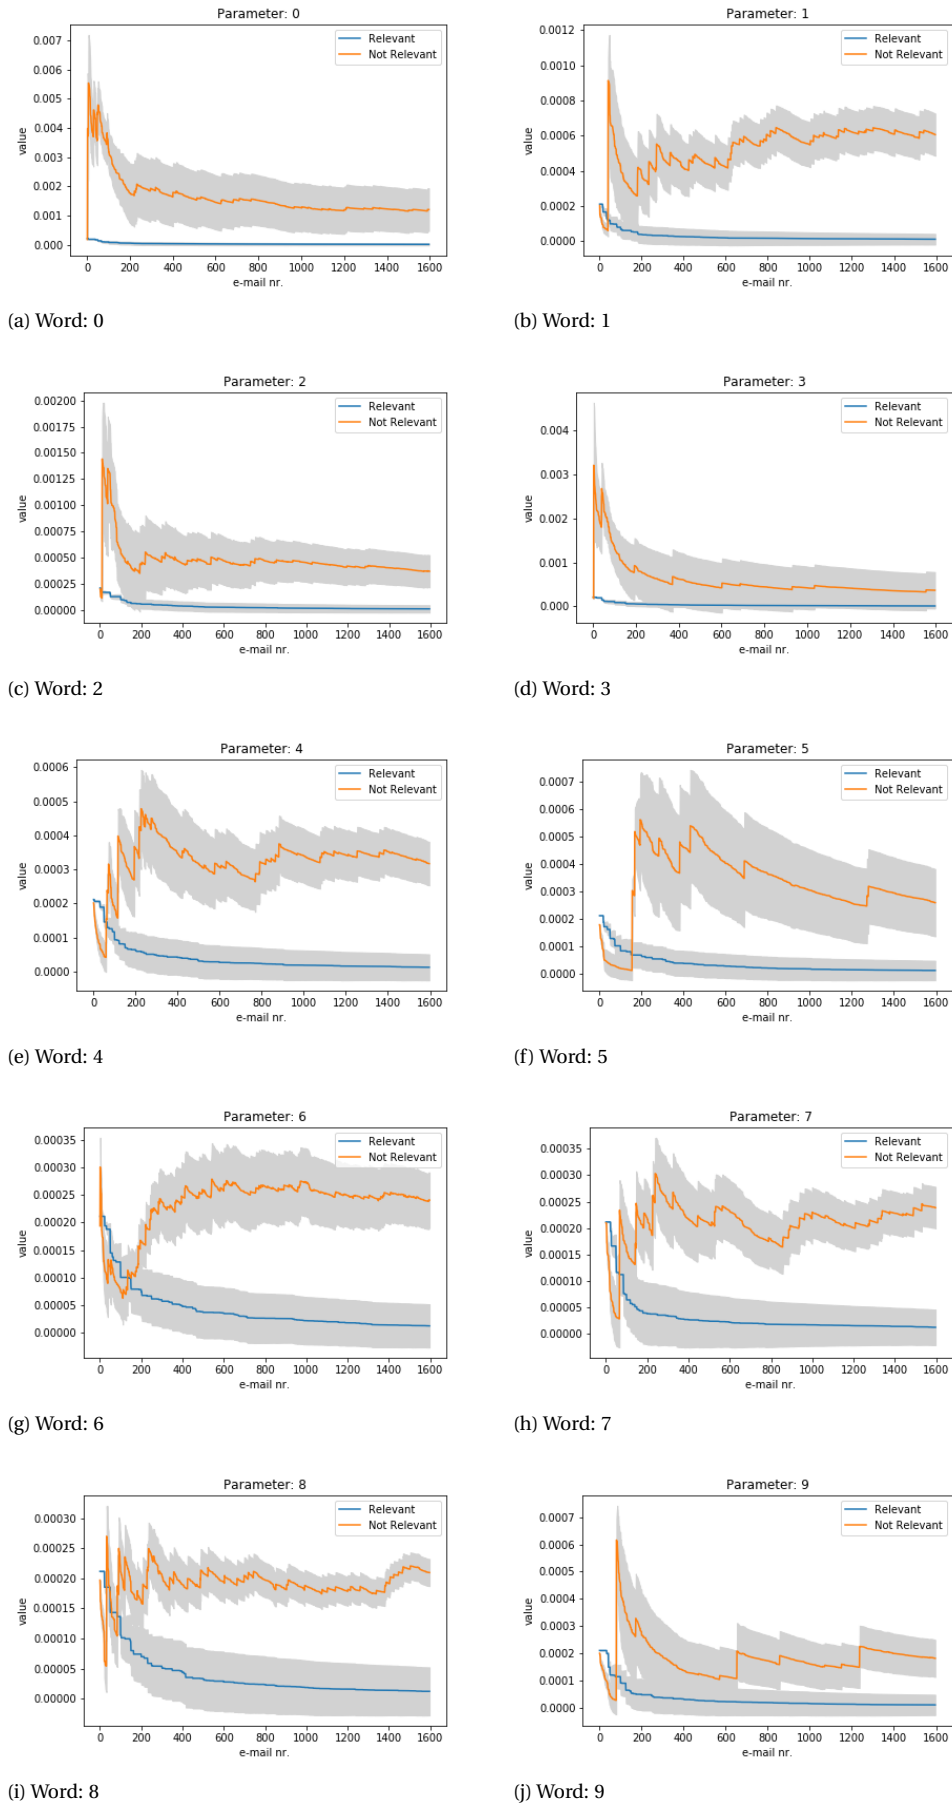 Parameter: 0
0.007
0.006
0.005
0.004
0.003
0.002
0.001
0.000
value
Relevant
Not Relevant
0 200 400 600 800 1000 1200 1400 1600
e-mail nr.
(a) Word: 0
Parameter: 1
0.0012
0.0010
0.0008
0.0006
0.0004
0.0002
0.0000
value
Relevant
Not Relevant
0 200 400 600 800 1000 1200 1400 1600
e-mail nr.
(b) Word: 1
Parameter: 2
0.00200
0.00175
0.00150
0.00125
0.00100
0.00075
0.00050
0.00025
0.00000
value
Relevant
Not Relevant
0 200 400 600 800 1000 1200 1400 1600
e-mail nr.
(c) Word: 2
Parameter: 3
0.004
0.003
0.002
0.001
0.000
value
Relevant
Not Relevant
0 200 400 600 800 1000 1200 1400 1600
e-mail nr.
(d) Word: 3
Parameter: 4
0.0006
0.0005
0.0004
0.0003
0.0002
0.0001
0.0000
value
Relevant
Not Relevant
0 200 400 600 800 1000 1200 1400 1600
e-mail nr.
(e) Word: 4
Parameter: 5
0.0007
0.0006
0.0005
0.0004
0.0003
0.0002
0.0001
0.0000
value
Relevant
Not Relevant
0 200 400 600 800 1000 1200 1400 1600
e-mail nr.
(f) Word: 5
Parameter: 6
0.00035
0.00030
0.00025
0.00020
0.00015
0.00010
0.00005
0.00000
value
Relevant
Not Relevant
0 200 400 600 800 1000 1200 1400 1600
e-mail nr.
(g) Word: 6
Parameter: 7
0.00035
0.00030
0.00025
0.00020
0.00015
0.00010
0.00005
0.00000
value
Relevant
Not Relevant
0 200 400 600 800 1000 1200 1400 1600
e-mail nr.
(h) Word: 7
Parameter: 8
0.00030
0.00025
0.00020
0.00015
0.00010
0.00005
0.00000
value
Relevant
Not Relevant
0 200 400 600 800 1000 1200 1400 1600
e-mail nr.
(i) Word: 8
Parameter: 9
0.0007
0.0006
0.0005
0.0004
0.0003
0.0002
0.0001
0.0000
value
Relevant
Not Relevant
0 200 400 600 800 1000 1200 1400 1600
e-mail nr.
(j) Word: 9